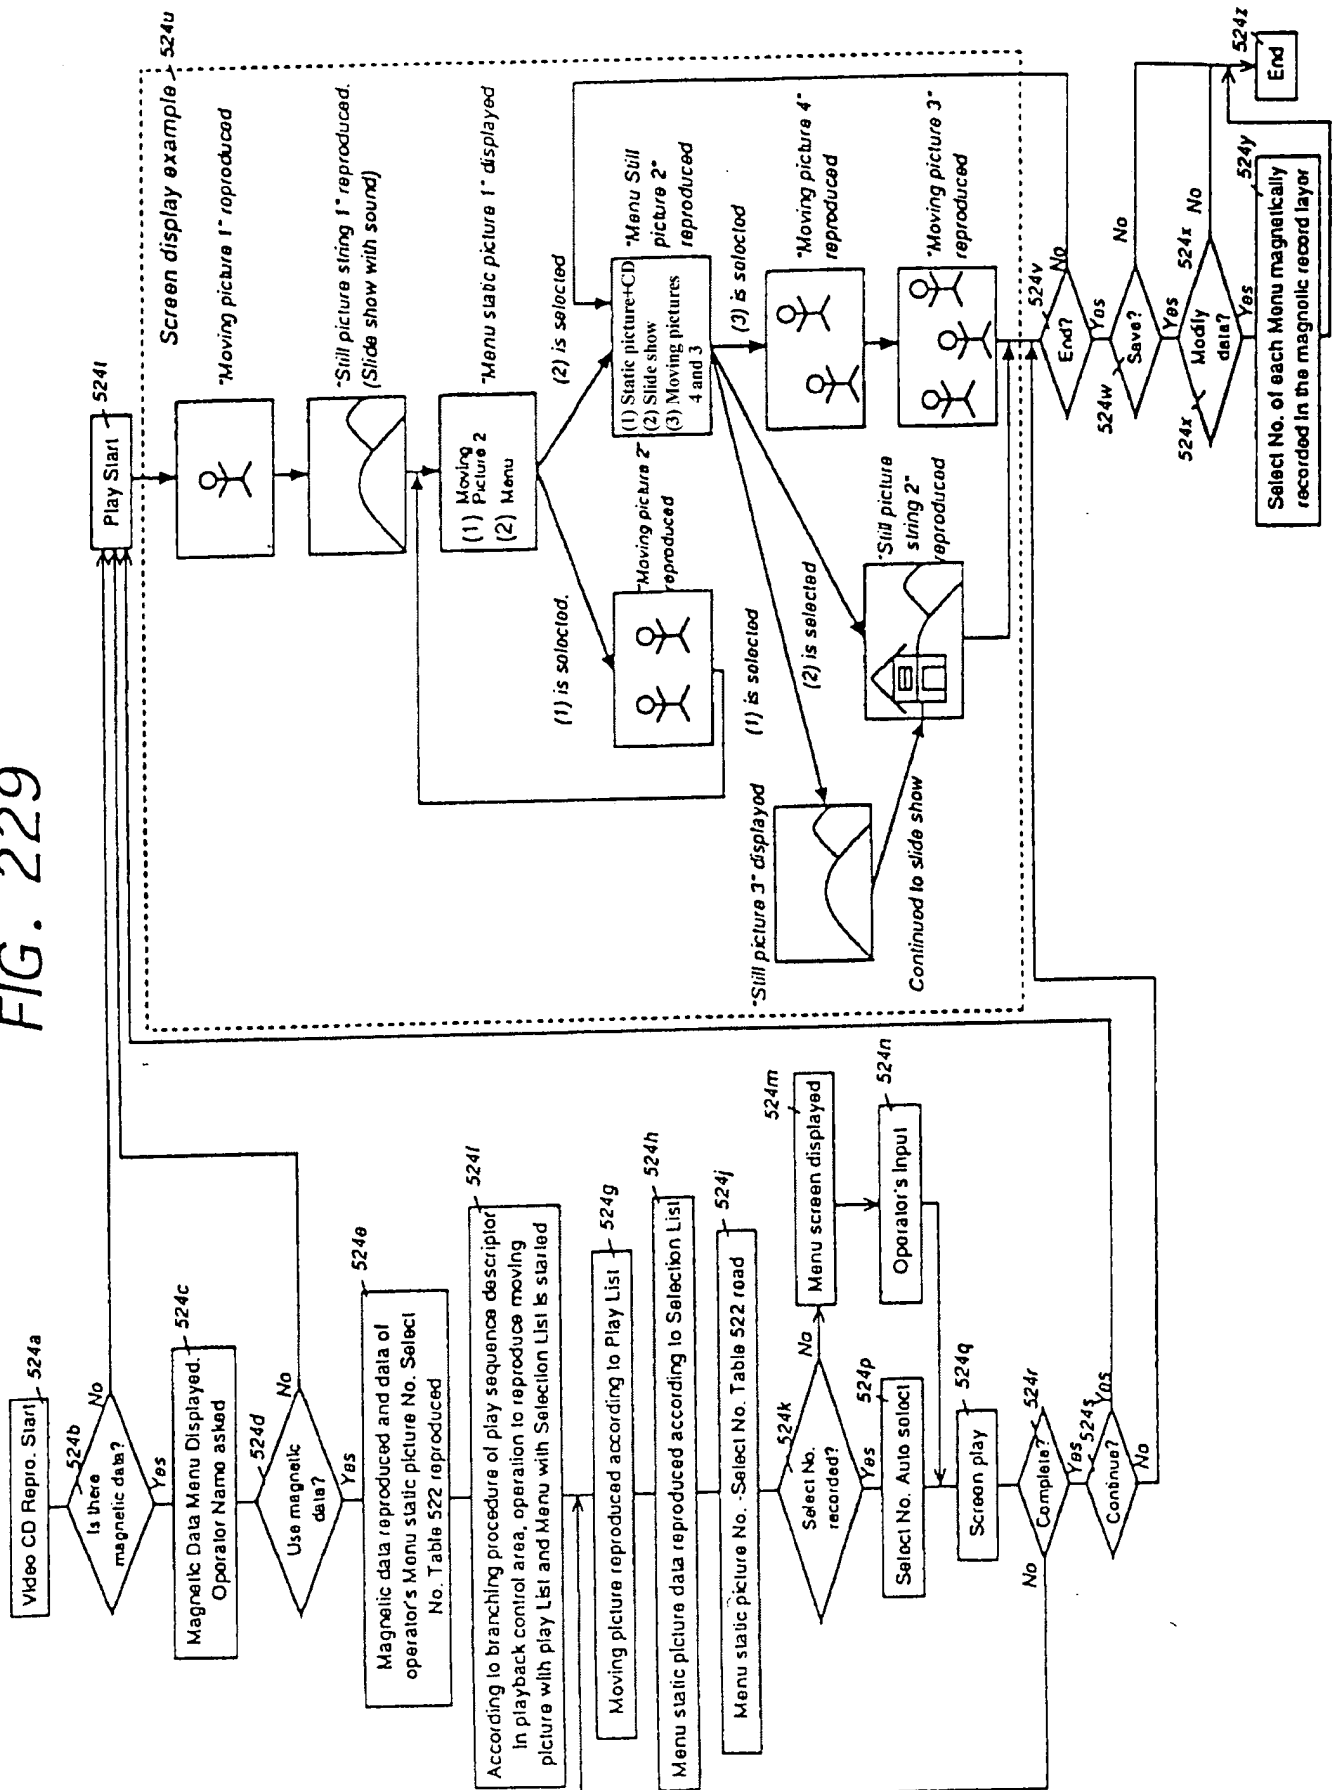 FIG. 229
Video CD Repro. Start
524a
524b
Is there
magnetic data?
No
Yes
524c
Magnetic Data Menu Displayed.
Operator Name asked
524d
Use magnetic
data?
No
Yes
524e
Magnetic data reproduced and data of
operator's Menu static picture No. Select
No. Table 522 reproduced
524f
According to branching procedure of play sequence descriptor
In playback control area, operation to reproduce moving
picture with play List and Menu with Selection List is started
524g
Moving picture reproduced according to Play List
524h
Menu static picture data reproduced according to Selection List
524j
Menu static picture No. -Select No. Table 522 road
524k
Select No.
recorded?
No
Yes
524m
Menu screen displayed
524n
Operator's Input
524p
Select No. Auto select
524q
Screen play
524r
Complete?
No
Yes
524s
Continue?
Yes
No
524t
Play Start
Screen display example
524u
"Moving picture 1" reproduced
"Still picture string 1" reproduced.
(Slide show with sound)
"Menu static picture 1" displayed
Moving
(1) Picture 2
(2) Menu
(1) is selected.
(2) is selected
"Moving picture 2"
reproduced
"Menu Still
picture 2"
reproduced
(1) Static picture+CD
(2) Slide show
(3) Moving pictures
4 and 3
(1) is selected
(2) is selected
(3) is selected
"Still picture 3" displayed
Continued to slide show
"Still picture
string 2"
reproduced
"Moving picture 4"
reproduced
"Moving picture 3"
reproduced
524v
End?
No
Yes
524w
Save?
No
Yes
524x
Modify
data?
524x
No
Yes
524y
Select No. of each Menu magnetically
recorded In the magnetic record layer
524z
End